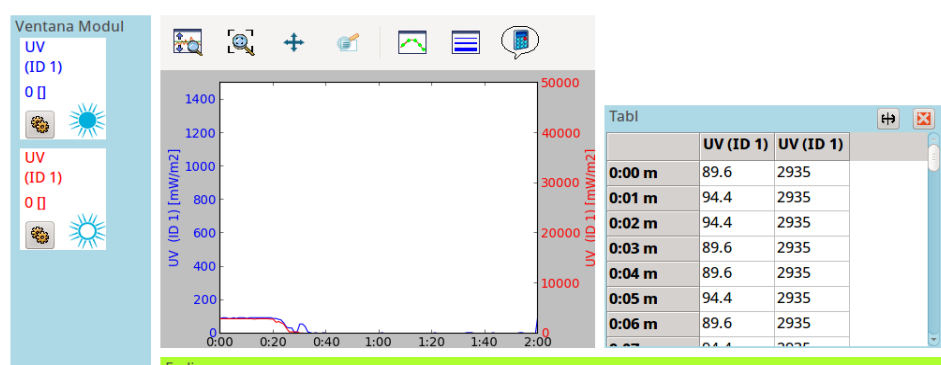 Ventana Modul
UV
(ID 1)
0 []
UV
(ID 1)
0 []
UV (ID 1) [mW/m2]
1400
1200
1000
800
600
400
200
0
50000
40000
30000
20000
10000
0
UV (ID 1) [mW/m2]
0:00 0:20 0:40 1:00 1:20 1:40 2:00
Tabl
UV (ID 1) UV (ID 1)
0:00 m 89.6 2935
0:01 m 94.4 2935
0:02 m 94.4 2935
0:03 m 89.6 2935
0:04 m 89.6 2935
0:05 m 94.4 2935
0:06 m 89.6 2935